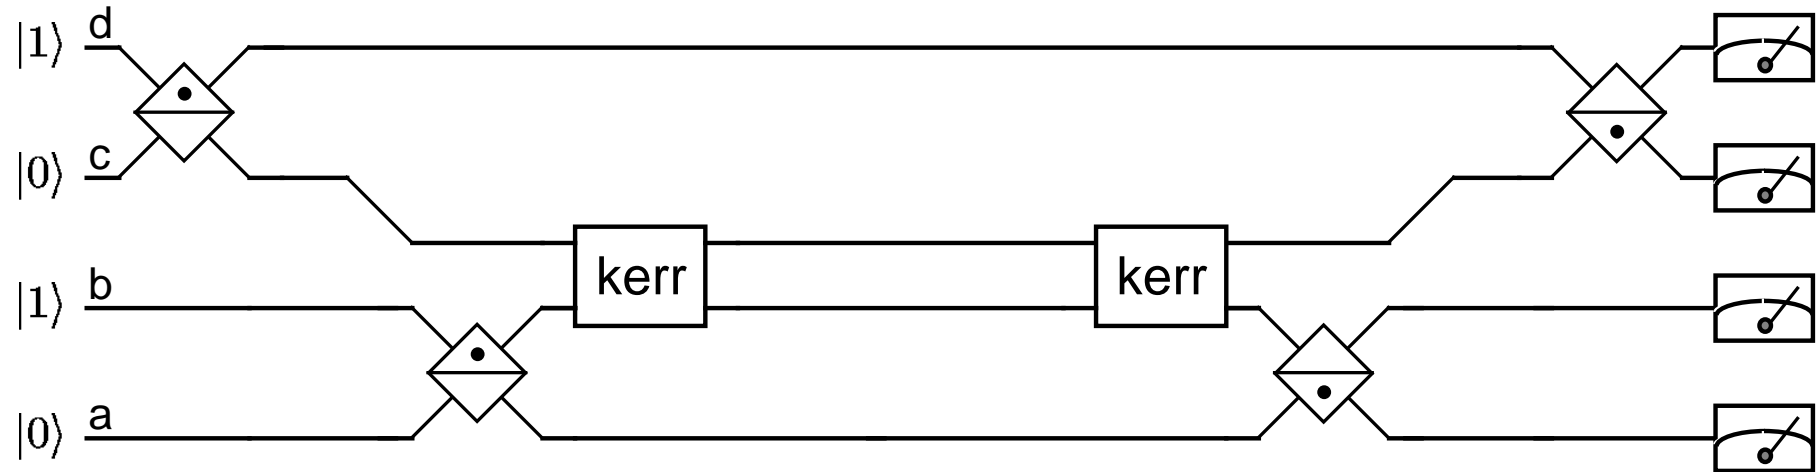 |1⟩ d
|0⟩ c
kerr kerr
|1⟩ b
|0⟩ a